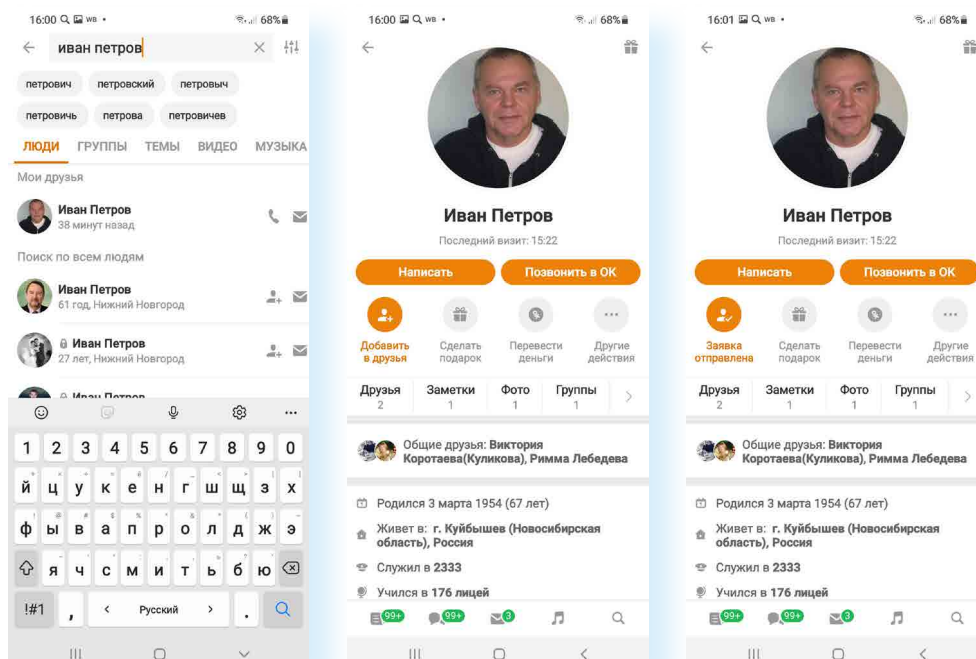 16:00 WB 68%
иван петров
петрович петровский петровыч
петровичь петрова петровичев
ЛЮДИ ГРУППЫ ТЕМЫ ВИДЕО МУЗЫКА
Мои друзья
Иван Петров
38 минут назад
Поиск по всем людям
Иван Петров
61 год, Нижний Новгород
Иван Петров
27 лет, Нижний Новгород
Иван Петров
1 2 3 4 5 6 7 8 9 0
й ц у к е н г ш щ з х
ф ы в а п р о л д ж э
я ч с м и т ь б ю
!#1 , < Русский > .
16:00 WB 68%
Иван Петров
Последний визит: 15:22
Написать Позвонить в ОК
Добавить Сделать Перевести Другие
в друзья подарок деньги действия
Друзья Заметки Фото Группы
2 1 1 1
Общие друзья: Виктория
Коротаева(Куликова), Римма Лебедева
Родился 3 марта 1954 (67 лет)
Живет в: г. Куйбышев (Новосибирская
область), Россия
Служил в 2333
Учился в 176 лицей
99+ 99+ 3
16:01 WB 68%
Иван Петров
Последний визит: 15:22
Написать Позвонить в ОК
Заявка Сделать Перевести Другие
отправлена подарок деньги действия
Друзья Заметки Фото Группы
2 1 1 1
Общие друзья: Виктория
Коротаева(Куликова), Римма Лебедева
Родился 3 марта 1954 (67 лет)
Живет в: г. Куйбышев (Новосибирская
область), Россия
Служил в 2333
Учился в 176 лицей
99+ 99+ 3